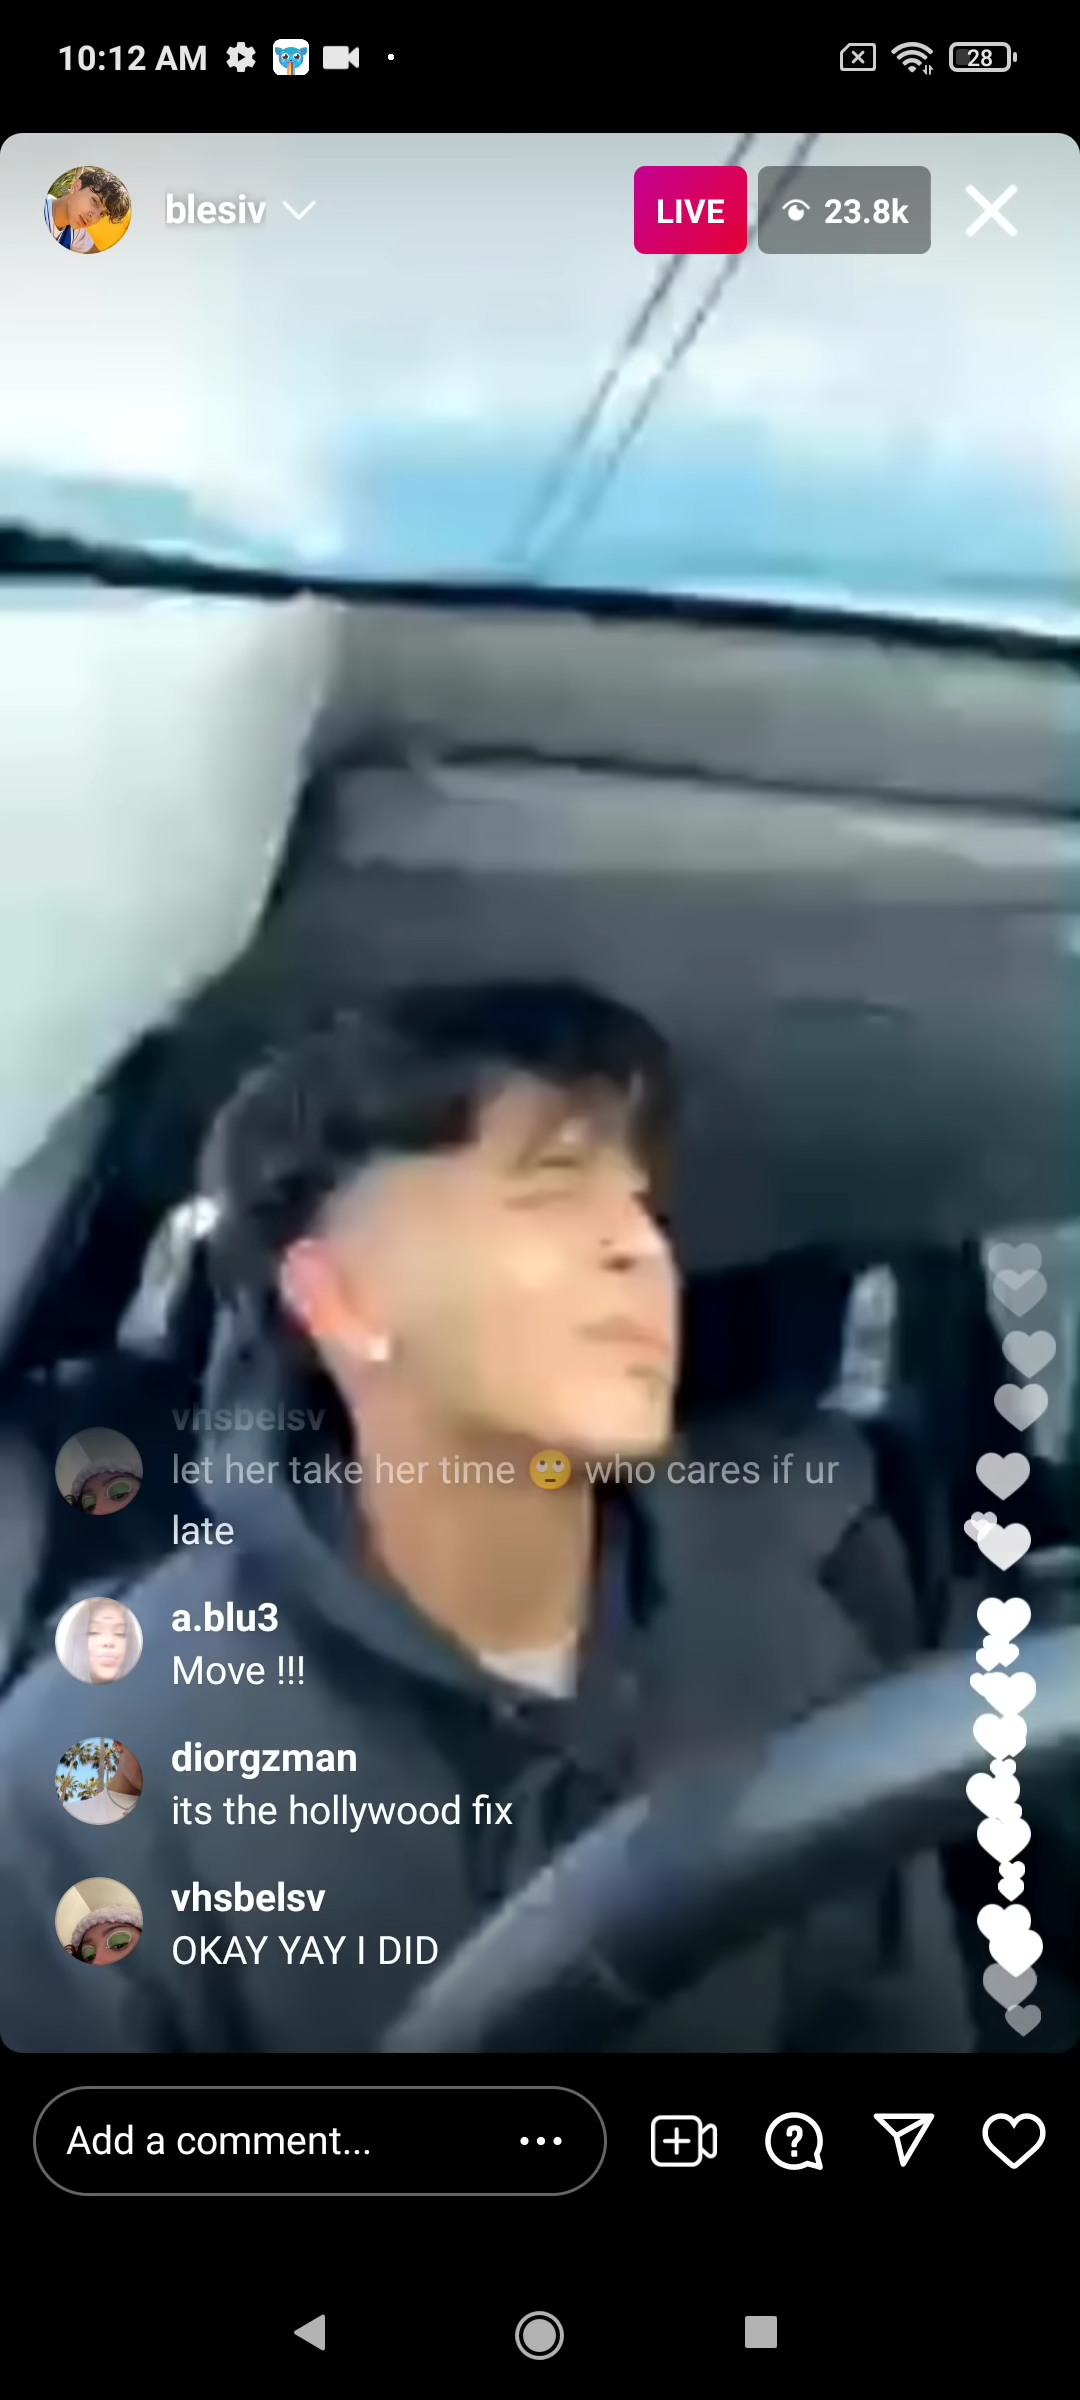 10:12 AM
28
blesiv
LIVE
23.8k
vhsbelsv
let her take her time 🙄 who cares if ur
late
a.blu3
Move !!!
diorgzman
its the hollywood fix
vhsbelsv
OKAY YAY I DID
Add a comment...